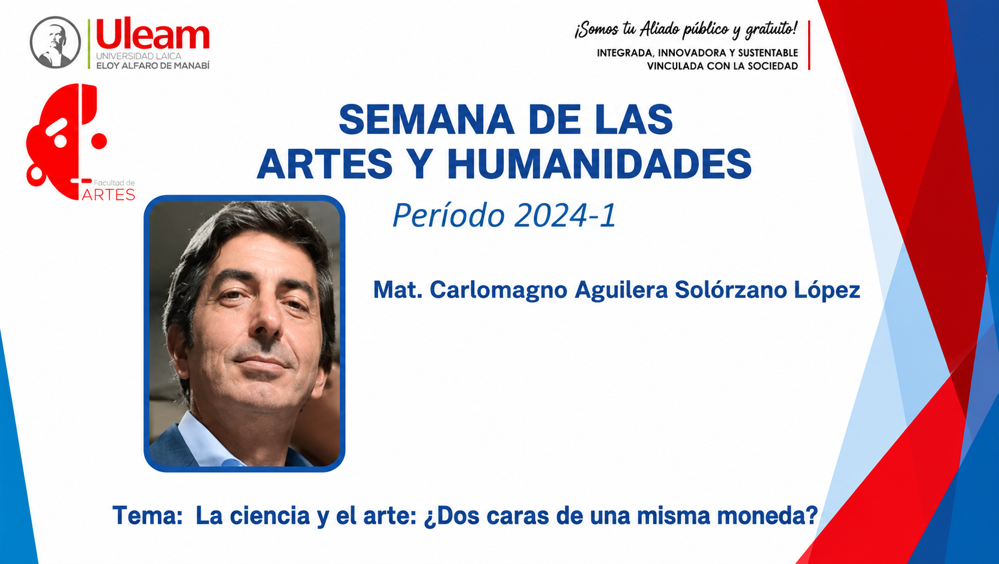 Uleam
UNIVERSIDAD LAICA
ELOY ALFARO DE MANABÍ
¡Somos tu Aliado público y gratuito!
INTEGRADA, INNOVADORA Y SUSTENTABLE
VINCULADA CON LA SOCIEDAD
Facultad de
ARTES
SEMANA DE LAS
ARTES Y HUMANIDADES
Período 2024-1
Mat. Carlomagno Aguilera Solórzano López
Tema: La ciencia y el arte: ¿Dos caras de una misma moneda?